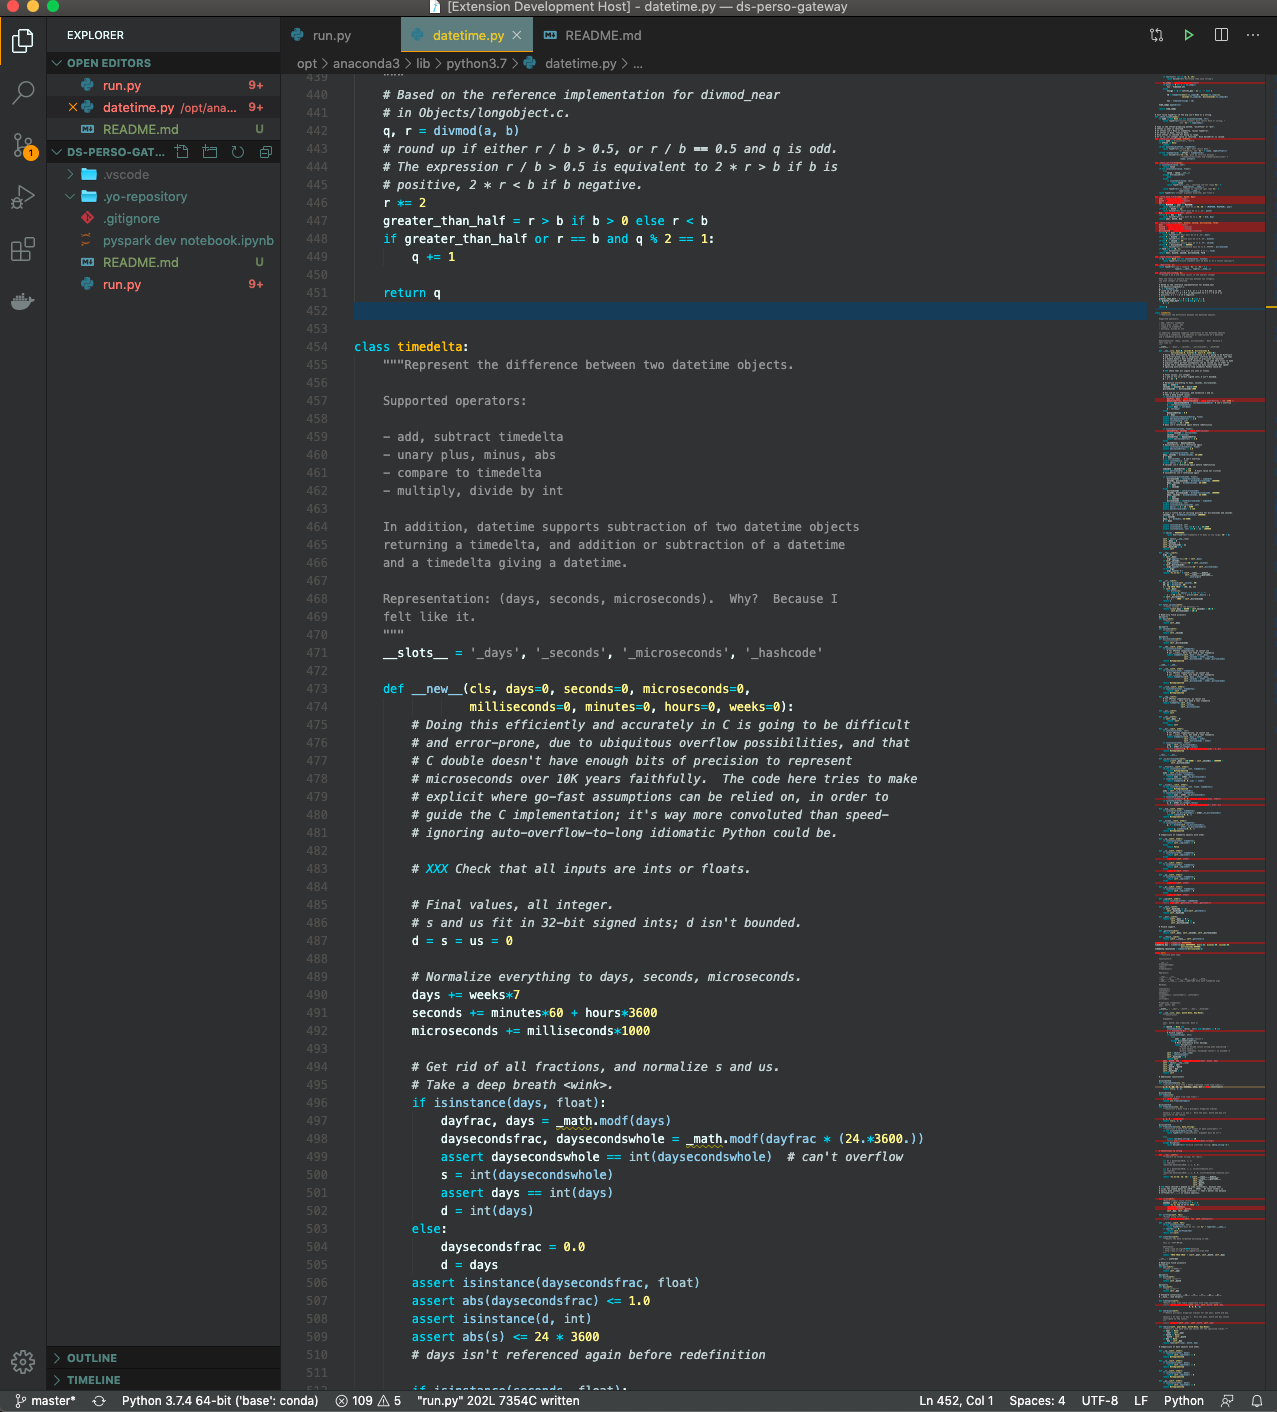 [Extension Development Host] - datetime.py — ds-perso-gateway
EXPLORER
OPEN EDITORS
run.py 9+
datetime.py /opt/ana... 9+
README.md U
DS-PERSO-GAT...
.vscode
.yo-repository
.gitignore
pyspark dev notebook.ipynb
README.md U
run.py 9+
1
OUTLINE
TIMELINE
run.py
datetime.py
README.md
opt > anaconda3 > lib > python3.7 > datetime.py > ...
439 """
440 # Based on the reference implementation for divmod_near
441 # in Objects/longobject.c.
442 q, r = divmod(a, b)
443 # round up if either r / b > 0.5, or r / b == 0.5 and q is odd.
444 # The expression r / b > 0.5 is equivalent to 2 * r > b if b is
445 # positive, 2 * r < b if b negative.
446 r *= 2
447 greater_than_half = r > b if b > 0 else r < b
448 if greater_than_half or r == b and q % 2 == 1:
449 q += 1
450
451 return q
452
453
454 class timedelta:
455 """Represent the difference between two datetime objects.
456
457 Supported operators:
458
459 - add, subtract timedelta
460 - unary plus, minus, abs
461 - compare to timedelta
462 - multiply, divide by int
463
464 In addition, datetime supports subtraction of two datetime objects
465 returning a timedelta, and addition or subtraction of a datetime
466 and a timedelta giving a datetime.
467
468 Representation: (days, seconds, microseconds).  Why?  Because I
469 felt like it.
470 """
471 __slots__ = '_days', '_seconds', '_microseconds', '_hashcode'
472
473 def __new__(cls, days=0, seconds=0, microseconds=0,
474 milliseconds=0, minutes=0, hours=0, weeks=0):
475 # Doing this efficiently and accurately in C is going to be difficult
476 # and error-prone, due to ubiquitous overflow possibilities, and that
477 # C double doesn't have enough bits of precision to represent
478 # microseconds over 10K years faithfully.  The code here tries to make
479 # explicit where go-fast assumptions can be relied on, in order to
480 # guide the C implementation; it's way more convoluted than speed-
481 # ignoring auto-overflow-to-long idiomatic Python could be.
482
483 # XXX Check that all inputs are ints or floats.
484
485 # Final values, all integer.
486 # s and us fit in 32-bit signed ints; d isn't bounded.
487 d = s = us = 0
488
489 # Normalize everything to days, seconds, microseconds.
490 days += weeks*7
491 seconds += minutes*60 + hours*3600
492 microseconds += milliseconds*1000
493
494 # Get rid of all fractions, and normalize s and us.
495 # Take a deep breath <wink>.
496 if isinstance(days, float):
497 dayfrac, days = _math.modf(days)
498 daysecondsfrac, daysecondswhole = _math.modf(dayfrac * (24.*3600.))
499 assert daysecondswhole == int(daysecondswhole)  # can't overflow
500 s = int(daysecondswhole)
501 assert days == int(days)
502 d = int(days)
503 else:
504 daysecondsfrac = 0.0
505 d = days
506 assert isinstance(daysecondsfrac, float)
507 assert abs(daysecondsfrac) <= 1.0
508 assert isinstance(d, int)
509 assert abs(s) <= 24 * 3600
510 # days isn't referenced again before redefinition
511
512 if isinstance(seconds, float):
master* Python 3.7.4 64-bit ('base': conda) 109 5 "run.py" 202L 7354C written Ln 452, Col 1 Spaces: 4 UTF-8 LF Python